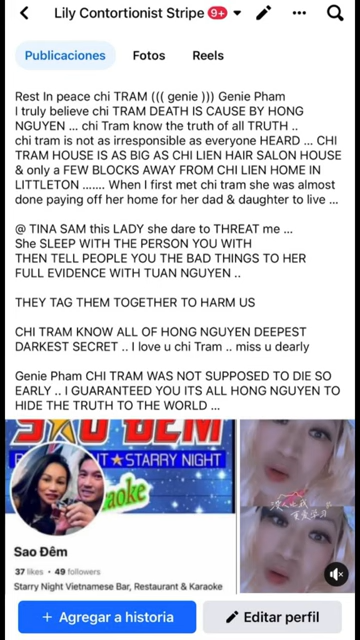 Lily Contortionist Stripe 9+
Publicaciones Fotos Reels
Rest In peace chi TRAM ((( genie ))) Genie Pham
I truly believe chi TRAM DEATH IS CAUSE BY HONG
NGUYEN ... chi Tram know the truth of all TRUTH ..
chi tram is not as irresponsible as everyone HEARD ... CHI
TRAM HOUSE IS AS BIG AS CHI LIEN HAIR SALON HOUSE
& only a FEW BLOCKS AWAY FROM CHI LIEN HOME IN
LITTLETON ....... When I first met chi tram she was almost
done paying off her home for her dad & daughter to live ...
@ TINA SAM this LADY she dare to THREAT me ...
She SLEEP WITH THE PERSON YOU WITH
THEN TELL PEOPLE YOU THE BAD THINGS TO HER
FULL EVIDENCE WITH TUAN NGUYEN ..
THEY TAG THEM TOGETHER TO HARM US
CHI TRAM KNOW ALL OF HONG NGUYEN DEEPEST
DARKEST SECRET .. I love u chi Tram .. miss u dearly
Genie Pham CHI TRAM WAS NOT SUPPOSED TO DIE SO
EARLY .. I GUARANTEED YOU ITS ALL HONG NGUYEN TO
HIDE THE TRUTH TO THE WORLD ...
SAO ĐÊM
NT★STARRY NIGHT
aoke
Sao Đêm
37 likes • 49 followers
Starry Night Vietnamese Bar, Restaurant & Karaoke
+ Agregar a historia
Editar perfil